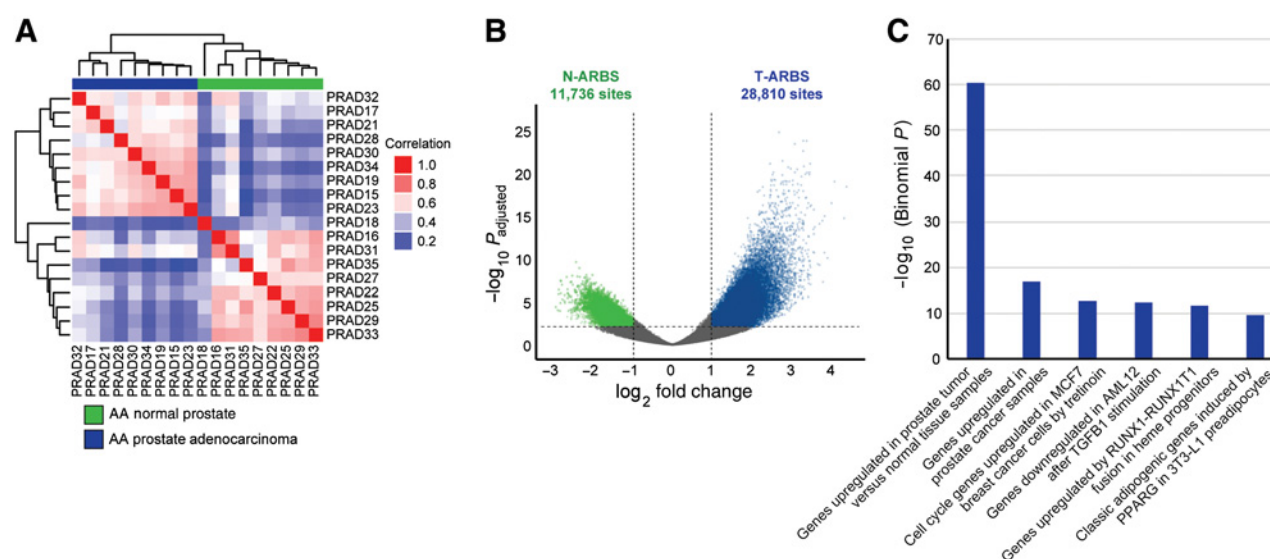 A
PRAD32
PRAD17
PRAD21
PRAD28
PRAD30
PRAD34
PRAD19
PRAD15
PRAD23
PRAD18
PRAD16
PRAD31
PRAD35
PRAD27
PRAD22
PRAD25
PRAD29
PRAD33
Correlation
1.0
0.8
0.6
0.4
0.2
PRAD32
PRAD17
PRAD21
PRAD28
PRAD30
PRAD34
PRAD19
PRAD15
PRAD23
PRAD18
PRAD16
PRAD31
PRAD35
PRAD27
PRAD22
PRAD25
PRAD29
PRAD33
AA normal prostate
AA prostate adenocarcinoma
B
N-ARBS
11,736 sites
T-ARBS
28,810 sites
−log10 Padjusted
25
20
15
10
5
0
−3 −2 −1 0 1 2 3 4
log2 fold change
C
-log10 (Binomial P)
70
60
50
40
30
20
10
0
Genes upregulated in prostate tumor
versus normal tissue samples
Genes upregulated in
prostate cancer samples
Cell cycle genes upregulated in MCF7
breast cancer cells by tretinoin
Genes downregulated in AML12
after TGFB1 stimulation
Genes upregulated by RUNX1-RUNX1T1
fusion in heme progenitors
Classic adipogenic genes induced by
PPARG in 3T3-L1 preadipocytes